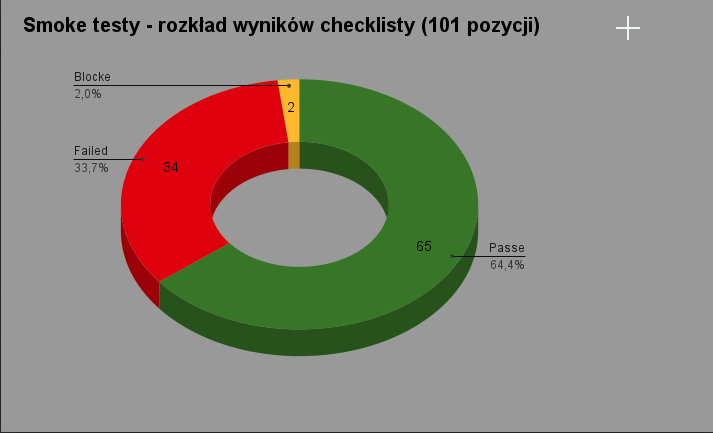 Smoke testy - rozkład wyników checklisty (101 pozycji)
Blocke
2,0%
2
Failed
33,7%
34
65
Passe
64,4%